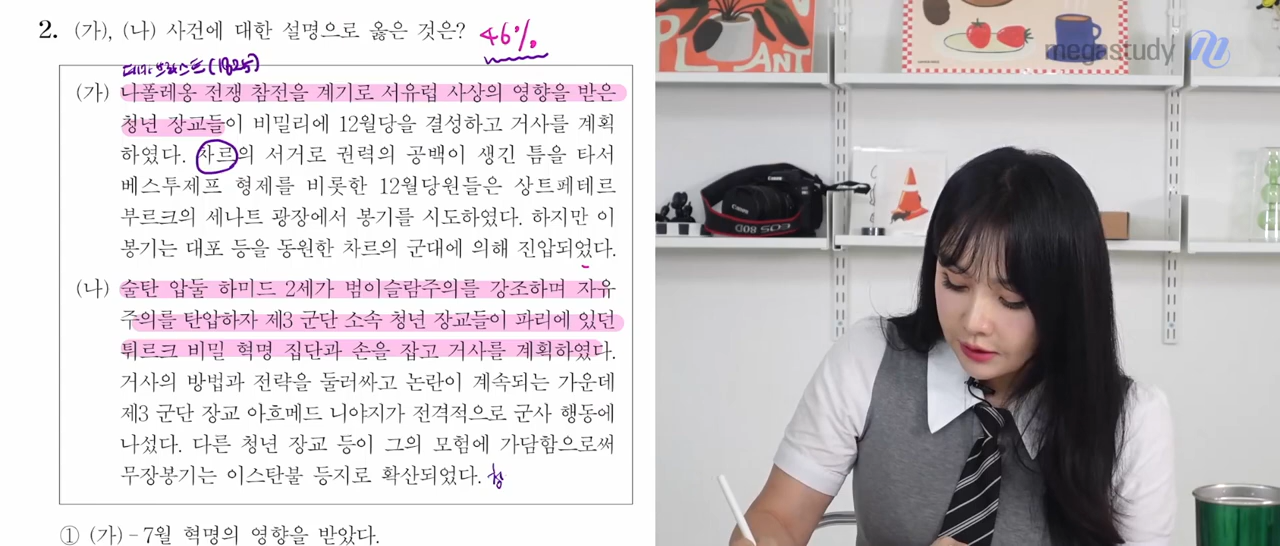 2. (가), (나) 사건에 대한 설명으로 옳은 것은? 46%
데카브리스트(1825)
(가) 나폴레옹 전쟁 참전을 계기로 서유럽 사상의 영향을 받은
청년 장교들이 비밀리에 12월당을 결성하고 거사를 계획
하였다. 차르의 서거로 권력의 공백이 생긴 틈을 타서
베스투제프 형제를 비롯한 12월당원들은 상트페테르
부르크의 세나트 광장에서 봉기를 시도하였다. 하지만 이
봉기는 대포 등을 동원한 차르의 군대에 의해 진압되었다.
(나) 술탄 압둘 하미드 2세가 범이슬람주의를 강조하며 자유
주의를 탄압하자 제3 군단 소속 청년 장교들이 파리에 있던
튀르크 비밀 혁명 집단과 손을 잡고 거사를 계획하였다.
거사의 방법과 전략을 둘러싸고 논란이 계속되는 가운데
제3 군단 장교 아흐메드 니야지가 전격적으로 군사 행동에
나섰다. 다른 청년 장교 등이 그의 모험에 가담함으로써
무장봉기는 이스탄불 등지로 확산되었다. 청
① (가) - 7월 혁명의 영향을 받았다.
PLANT
megastudy
Canon
Canon
EOS 80D